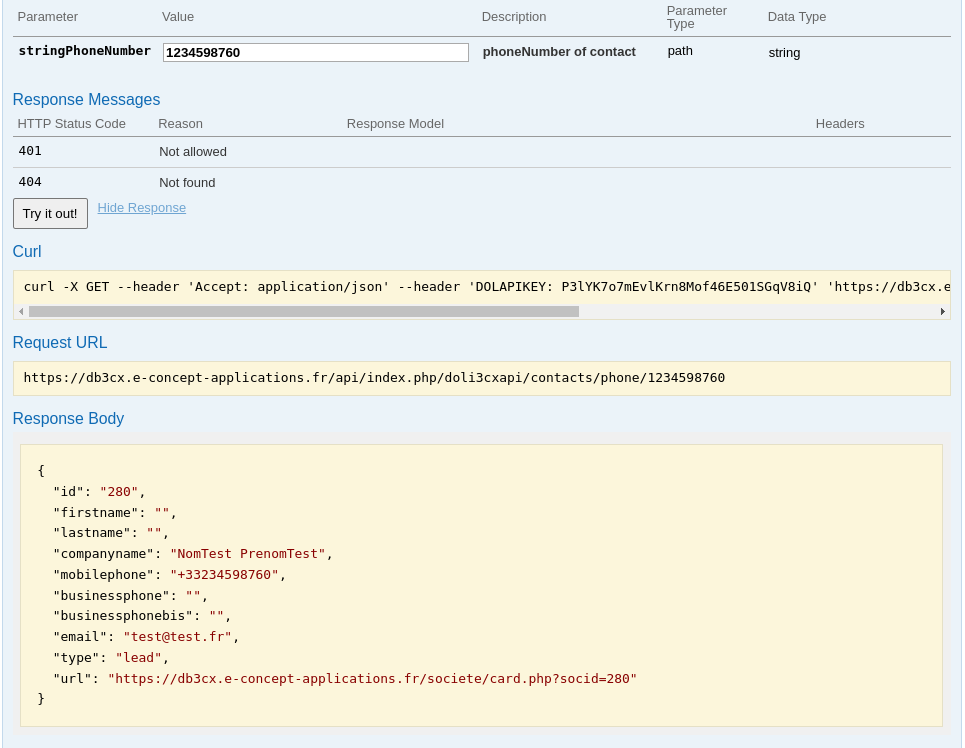 Parameter Value Description Parameter Type Data Type
stringPhoneNumber 1234598760 phoneNumber of contact path string
Response Messages
HTTP Status Code Reason Response Model Headers
401 Not allowed
404 Not found
Try it out! Hide Response
Curl
curl -X GET --header 'Accept: application/json' --header 'DOLAPIKEY: P3lYK7o7mEvlKrn8Mof46E501SGqV8iQ' 'https://db3cx.e
Request URL
https://db3cx.e-concept-applications.fr/api/index.php/doli3cxapi/contacts/phone/1234598760
Response Body
{
"id": "280",
"firstname": "",
"lastname": "",
"companyname": "NomTest PrenomTest",
"mobilephone": "+33234598760",
"businessphone": "",
"businessphonebis": "",
"email": "test@test.fr",
"type": "lead",
"url": "https://db3cx.e-concept-applications.fr/societe/card.php?socid=280"
}